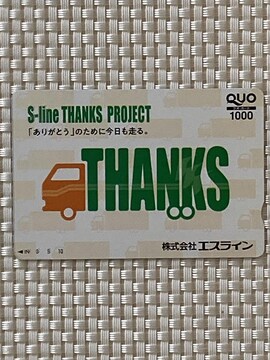 QUO
1000
S-line THANKS PROJECT
「ありがとう」のために今日も走る。
THANKS
株式会社エスライン